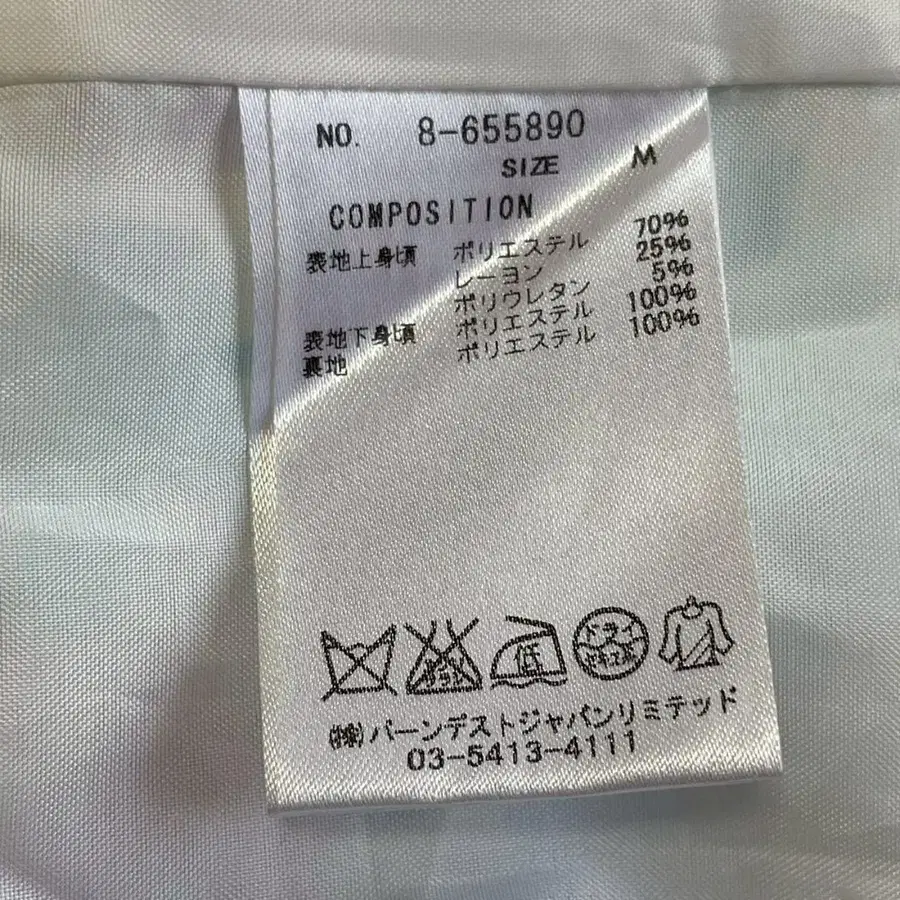 NO. 8-655890
SIZE M
COMPOSITION
表地上身頃 ポリエステル 70%
レーヨン 25%
ポリウレタン 5%
表地下身頃 ポリエステル 100%
裏地 ポリエステル 100%
低
㈱バーンデストジャパンリミテッド
03-5413-4111